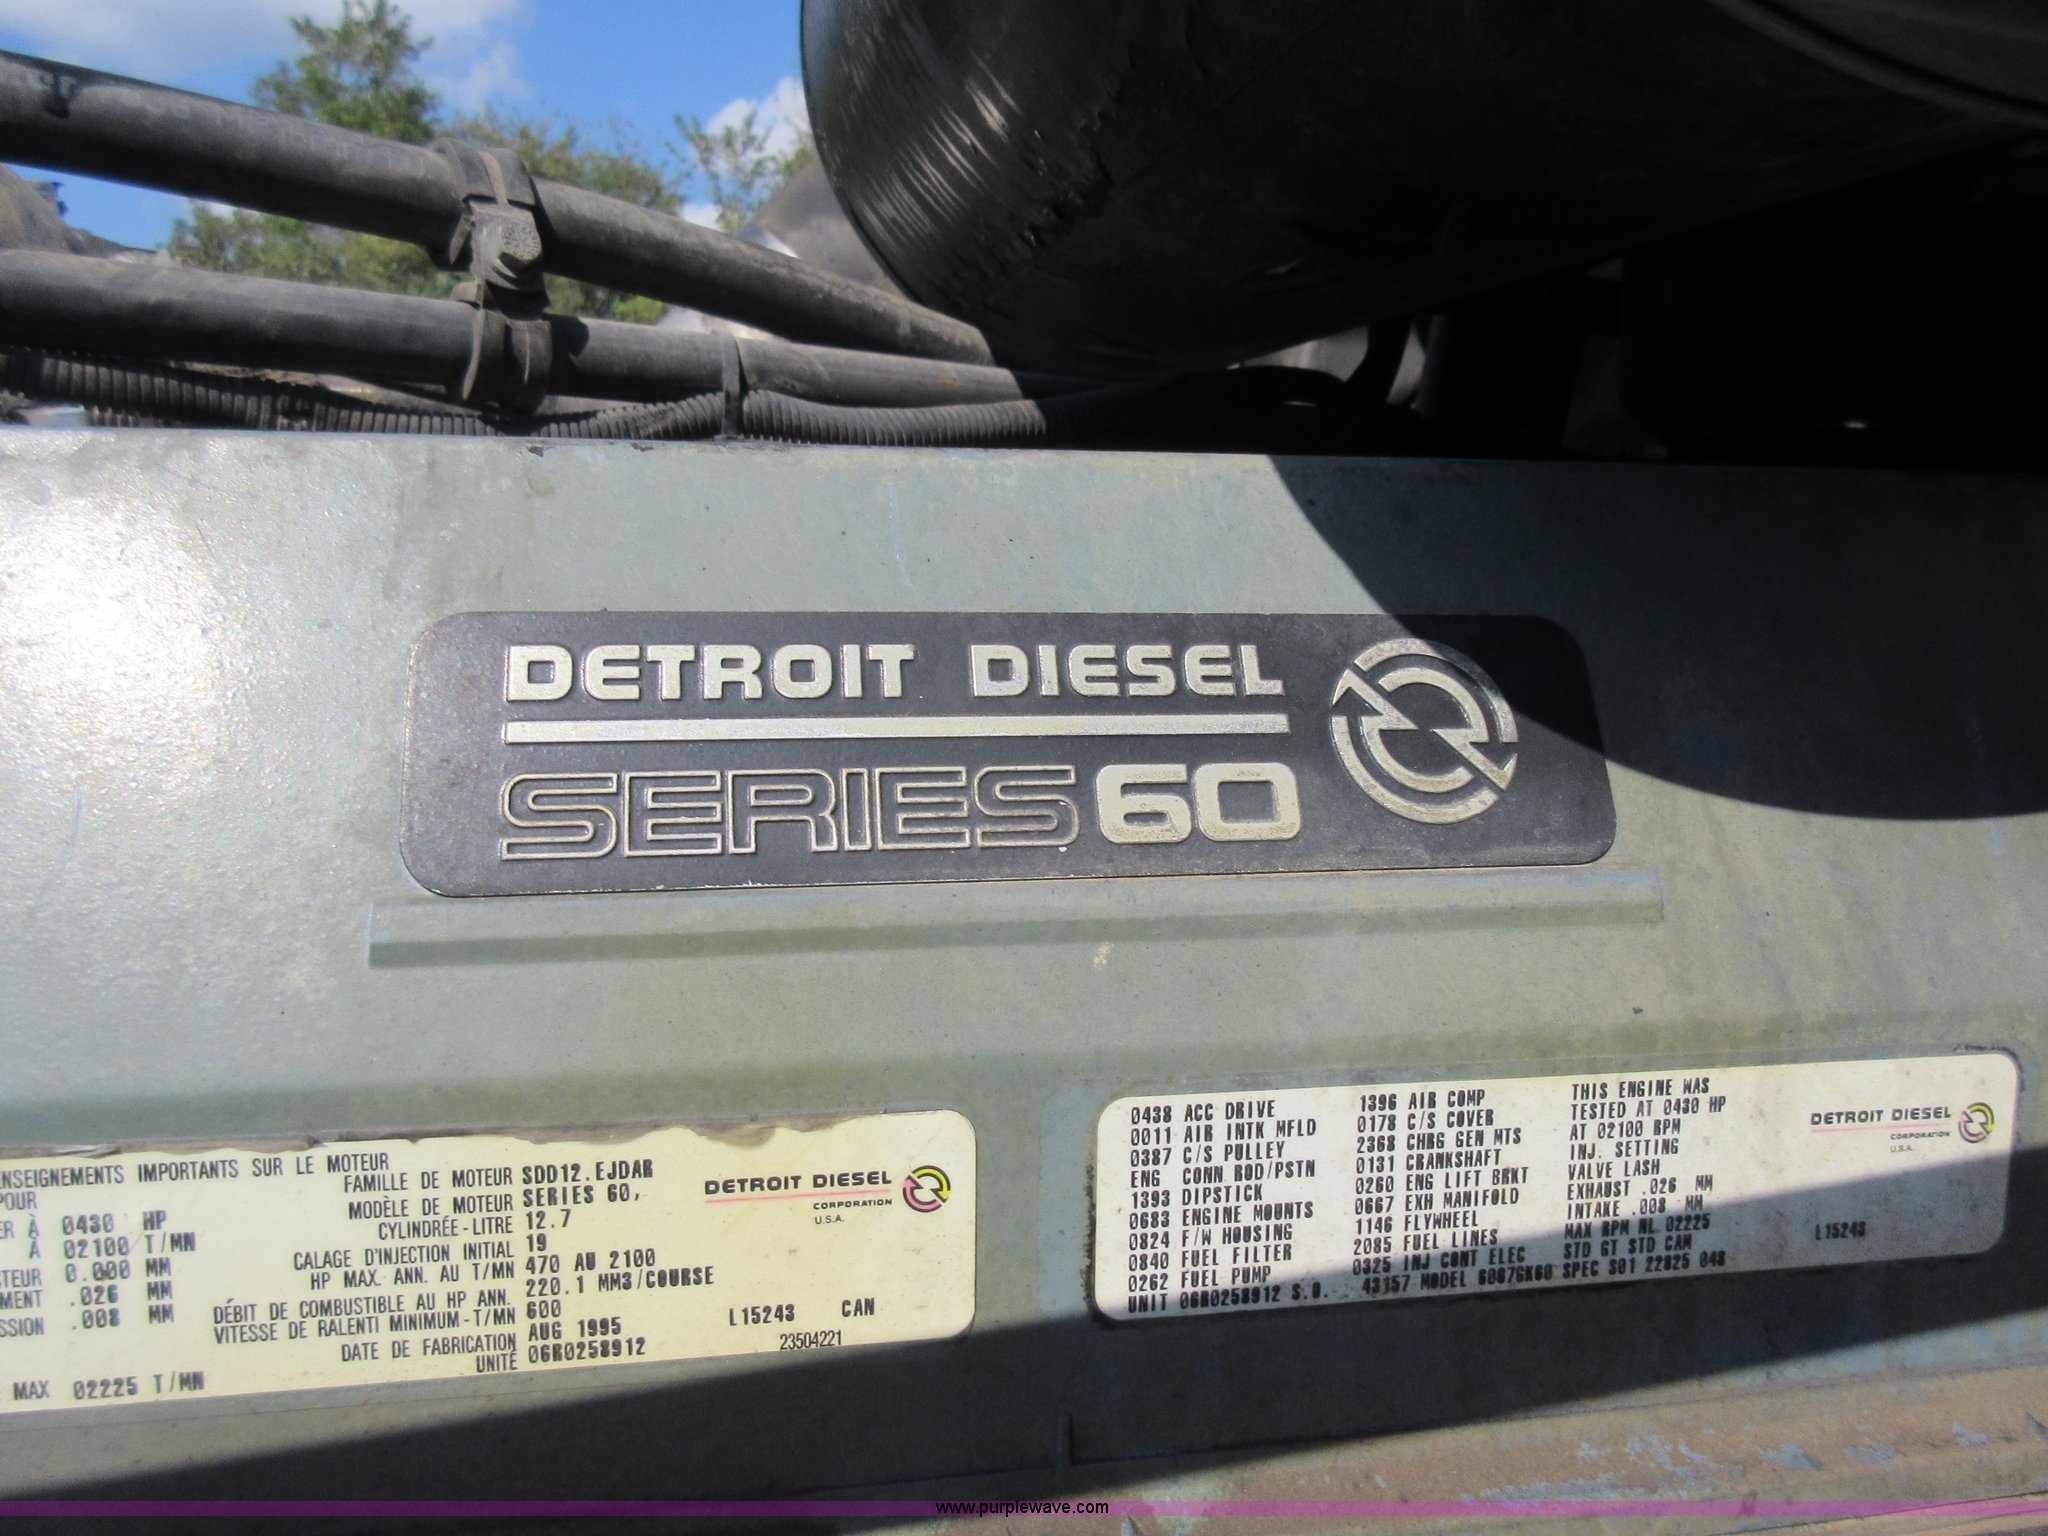 DETROIT DIESEL
SERIES 60
ENSEIGNEMENTS IMPORTANTS SUR LE MOTEUR
POUR
ER À 0430 HP
À 02100 T/MN
CTEUR 0.000 MM
MENT .026 MM
SSION .008 MM
MAX 02225 T/MN
FAMILLE DE MOTEUR SDD12.EJDAR
MODÈLE DE MOTEUR SERIES 60,
CYLINDRÉE-LITRE 12.7
CALAGE D'INJECTION INITIAL 19
HP MAX. ANN. AU T/MN 470 AU 2100
DÉBIT DE COMBUSTIBLE AU HP ANN. 220.1 MM3/COURSE
VITESSE DE RALENTI MINIMUM-T/MN 600
DATE DE FABRICATION AUG 1995
UNITÉ 06R0258912
DETROIT DIESEL
CORPORATION
U.S.A.
L15243 CAN
23504221
0438 ACC DRIVE
0011 AIR INTK MFLD
0387 C/S PULLEY
ENG CONN ROD/PSTN
1393 DIPSTICK
0683 ENGINE MOUNTS
0824 F/W HOUSING
0840 FUEL FILTER
0262 FUEL PUMP
1396 AIR COMP
0178 C/S COVER
2368 CHRG GEN MTS
0131 CRANKSHAFT
0260 ENG LIFT BRKT
0667 EXH MANIFOLD
1146 FLYWHEEL
2085 FUEL LINES
0325 INJ CONT ELEC
THIS ENGINE WAS
TESTED AT 0430 HP
AT 02100 RPM
INJ. SETTING
VALVE LASH
EXHAUST .026 MM
INTAKE .008 MM
MAX RPM NL 02225
STD GT STD CAM
UNIT 06R0258912 S.O. 43157 MODEL 6067GK60 SPEC S01 22825 048
DETROIT DIESEL
CORPORATION
U.S.A.
L15243
www.purplewave.com